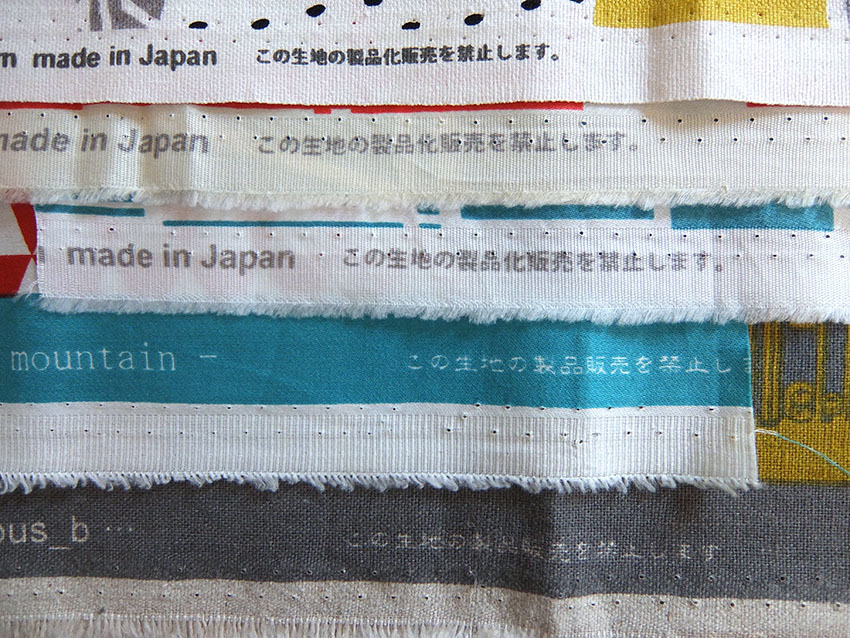 made in Japan この生地の製品化販売を禁止します。
made in Japan この生地の製品化販売を禁止します。
made in Japan この生地の製品化販売を禁止します。
mountain － この生地の製品販売を禁止しま
ous_b … この生地の製品販売を禁止します